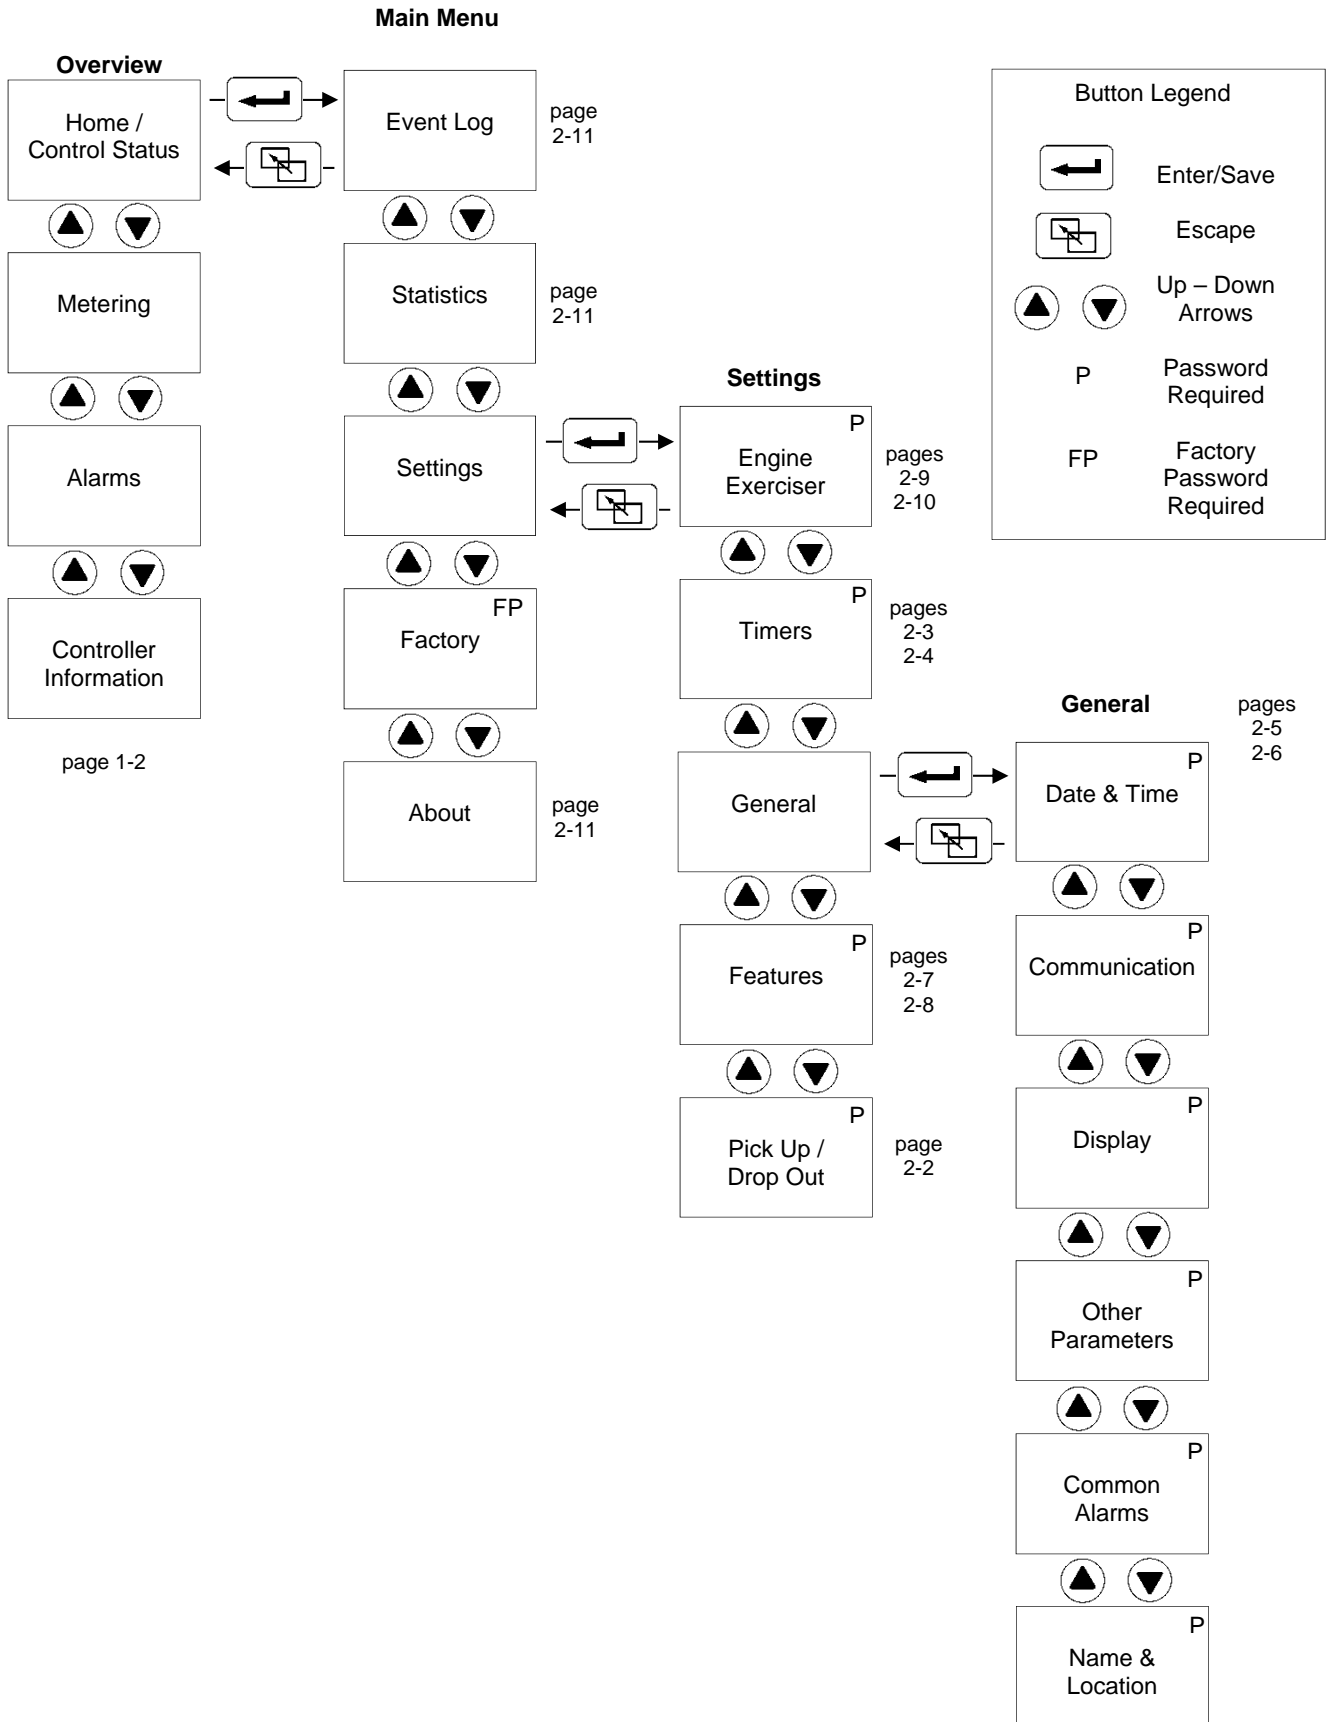 Main Menu
Overview
Home /
Control Status
Metering
Alarms
Controller
Information
page 1-2
Event Log
page
2-11
Statistics
page
2-11
Settings
FP
Factory
About
page
2-11
Settings
P
Engine
Exerciser
pages
2-9
2-10
P
Timers
pages
2-3
2-4
General
P
Features
pages
2-7
2-8
P
Pick Up /
Drop Out
page
2-2
General
pages
2-5
2-6
P
Date & Time
P
Communication
P
Display
P
Other
Parameters
P
Common
Alarms
P
Name &
Location
Button Legend
Enter/Save
Escape
Up – Down
Arrows
P
Password
Required
FP
Factory
Password
Required